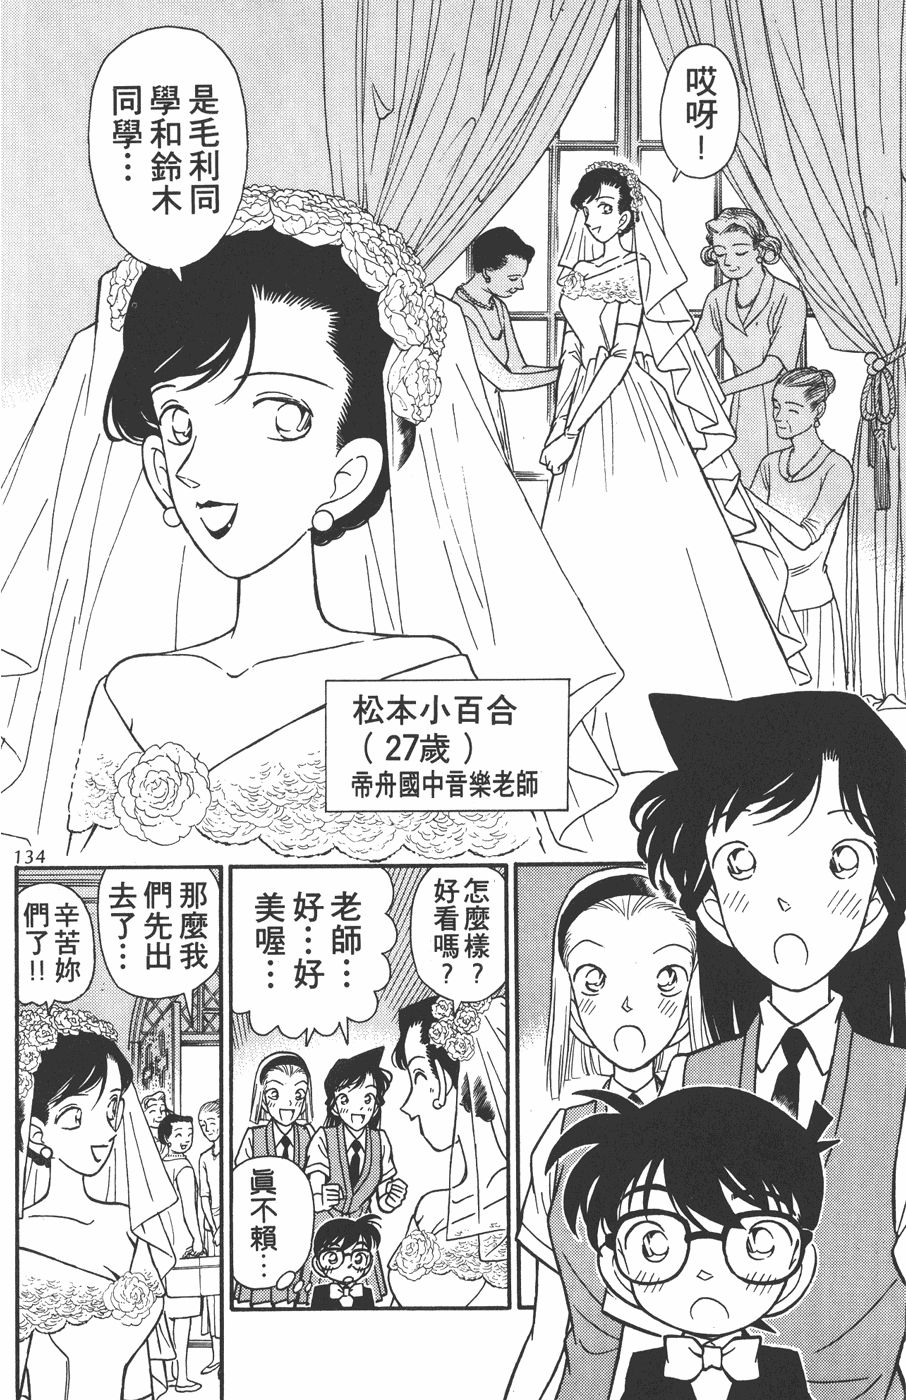 哎呀！
是毛利同
學和鈴木
同學…
松本小百合
（27歲）
帝舟國中音樂老師
134
怎麼樣？
好看嗎？
老師…
好…好
美喔…
真不賴…
那麼我
們先出
去了…
辛苦妳
們了!!